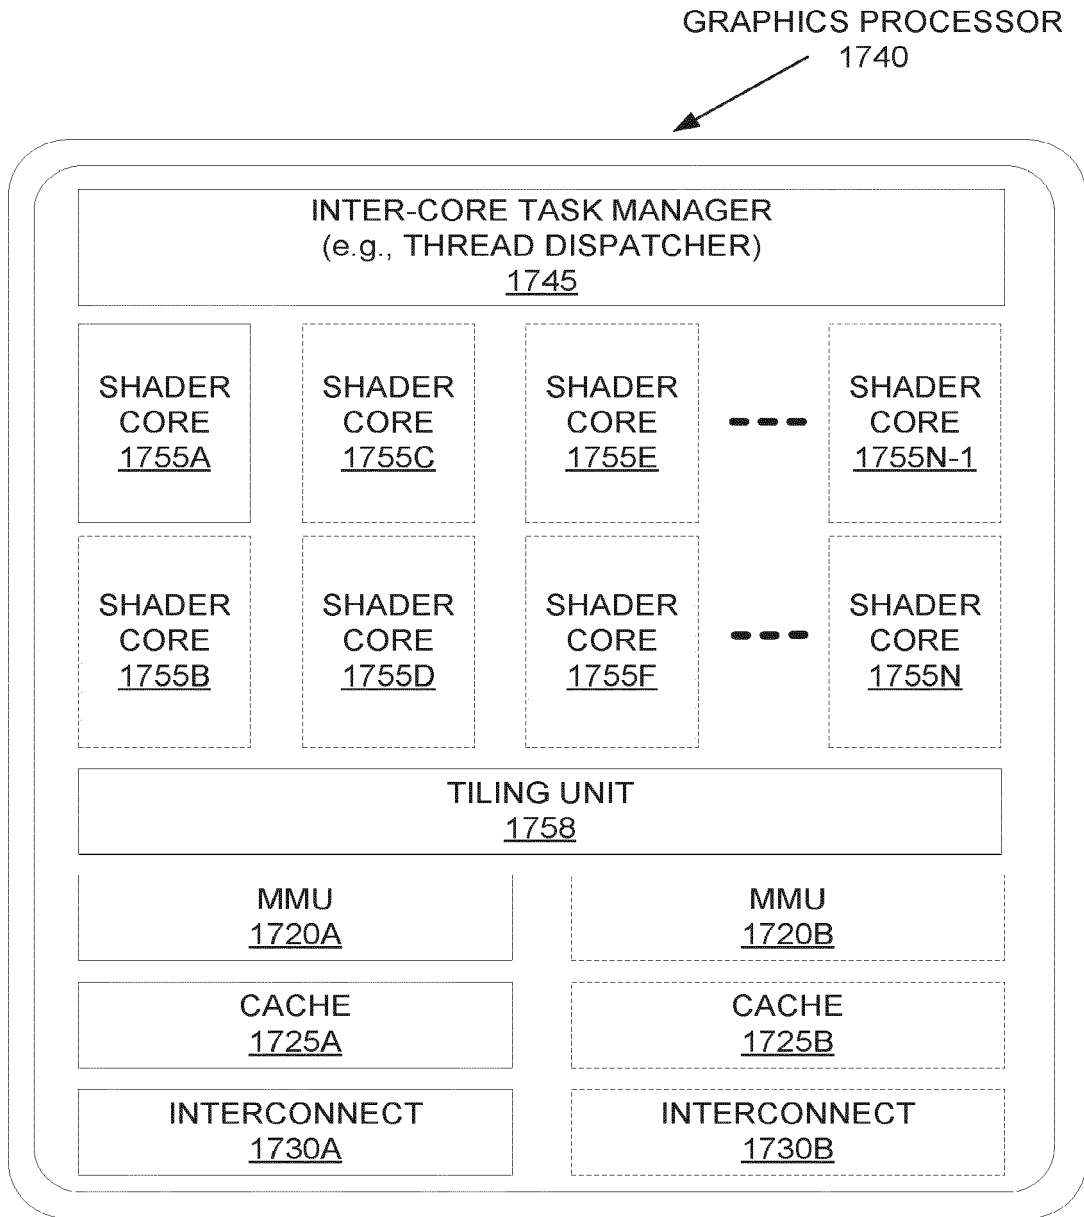 GRAPHICS PROCESSOR
1740
INTER-CORE TASK MANAGER
(e.g., THREAD DISPATCHER)
1745
SHADER
CORE
1755A
SHADER
CORE
1755C
SHADER
CORE
1755E
SHADER
CORE
1755N-1
SHADER
CORE
1755B
SHADER
CORE
1755D
SHADER
CORE
1755F
SHADER
CORE
1755N
TILING UNIT
1758
MMU
1720A
MMU
1720B
CACHE
1725A
CACHE
1725B
INTERCONNECT
1730A
INTERCONNECT
1730B